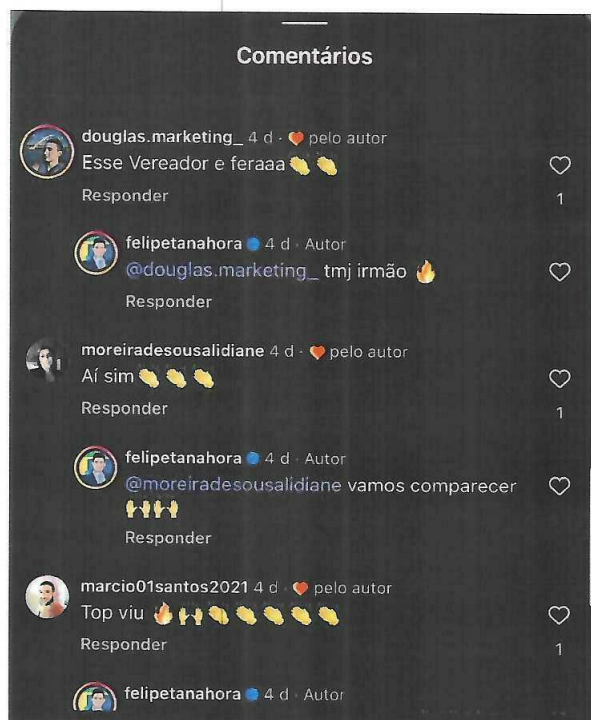 Comentários
douglas.marketing_ 4 d · ❤️ pelo autor
Esse Vereador e feraaa 👏 👏
Responder
1
felipetanahora 4 d · Autor
@douglas.marketing_ tmj irmão 🔥
Responder
moreiradesousalidiane 4 d · ❤️ pelo autor
Aí sim 👏 👏 👏
Responder
1
felipetanahora 4 d · Autor
@moreiradesousalidiane vamos comparecer
🙌🙌
Responder
marcio01santos2021 4 d · ❤️ pelo autor
Top viu 🔥 🙌 👏 👏 👏 👏 👏
Responder
1
felipetanahora 4 d · Autor